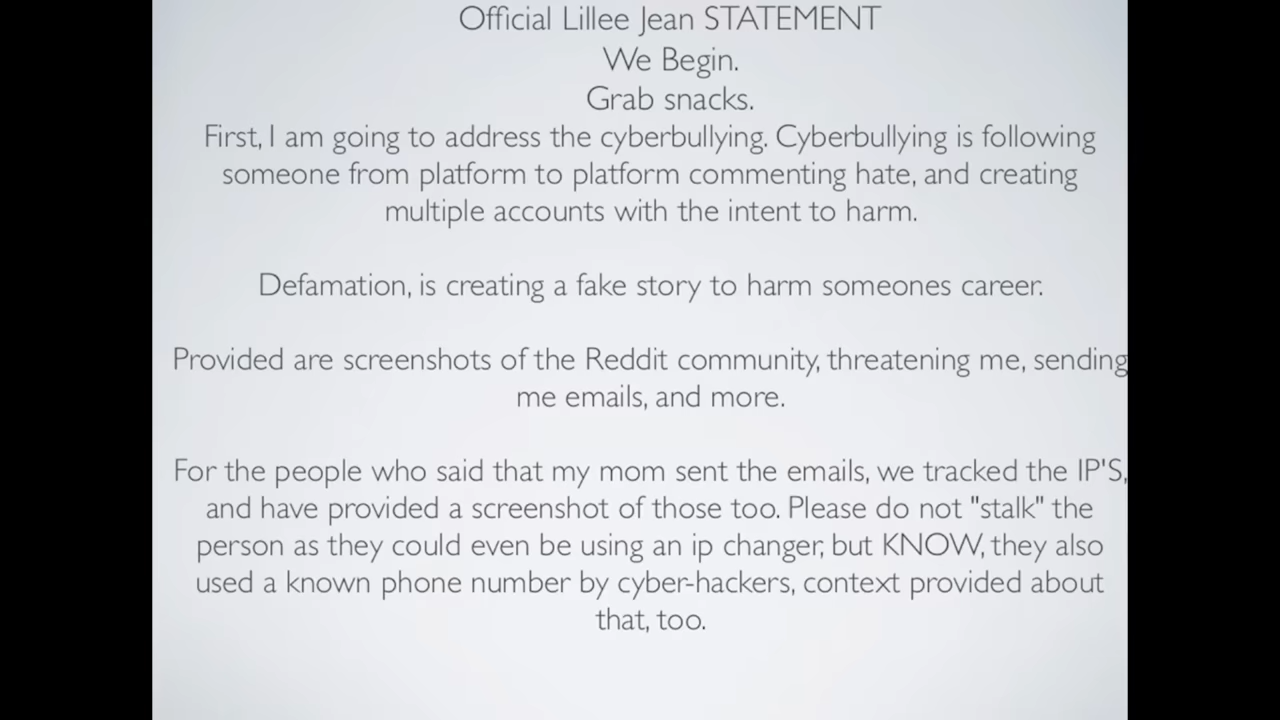 Official Lillee Jean STATEMENT
We Begin.
Grab snacks.
First, I am going to address the cyberbullying. Cyberbullying is following
someone from platform to platform commenting hate, and creating
multiple accounts with the intent to harm.
Defamation, is creating a fake story to harm someones career.
Provided are screenshots of the Reddit community, threatening me, sending
me emails, and more.
For the people who said that my mom sent the emails, we tracked the IP'S,
and have provided a screenshot of those too. Please do not "stalk" the
person as they could even be using an ip changer, but KNOW, they also
used a known phone number by cyber-hackers, context provided about
that, too.